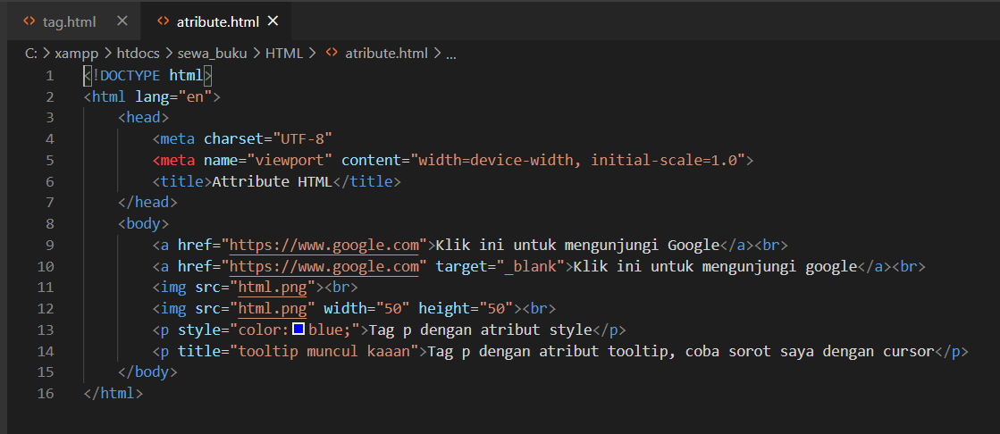 tag.html
atribute.html
C: > xampp > htdocs > sewa_buku > HTML > atribute.html > ...
1 <!DOCTYPE html>
2 <html lang="en">
3 <head>
4 <meta charset="UTF-8"
5 <meta name="viewport" content="width=device-width, initial-scale=1.0">
6 <title>Attribute HTML</title>
7 </head>
8 <body>
9 <a href="https://www.google.com">Klik ini untuk mengunjungi Google</a><br>
10 <a href="https://www.google.com" target="_blank">Klik ini untuk mengunjungi google</a><br>
11 <img src="html.png"><br>
12 <img src="html.png" width="50" height="50"><br>
13 <p style="color:blue;">Tag p dengan atribut style</p>
14 <p title="tooltip muncul kaaan">Tag p dengan atribut tooltip, coba sorot saya dengan cursor</p>
15 </body>
16 </html>